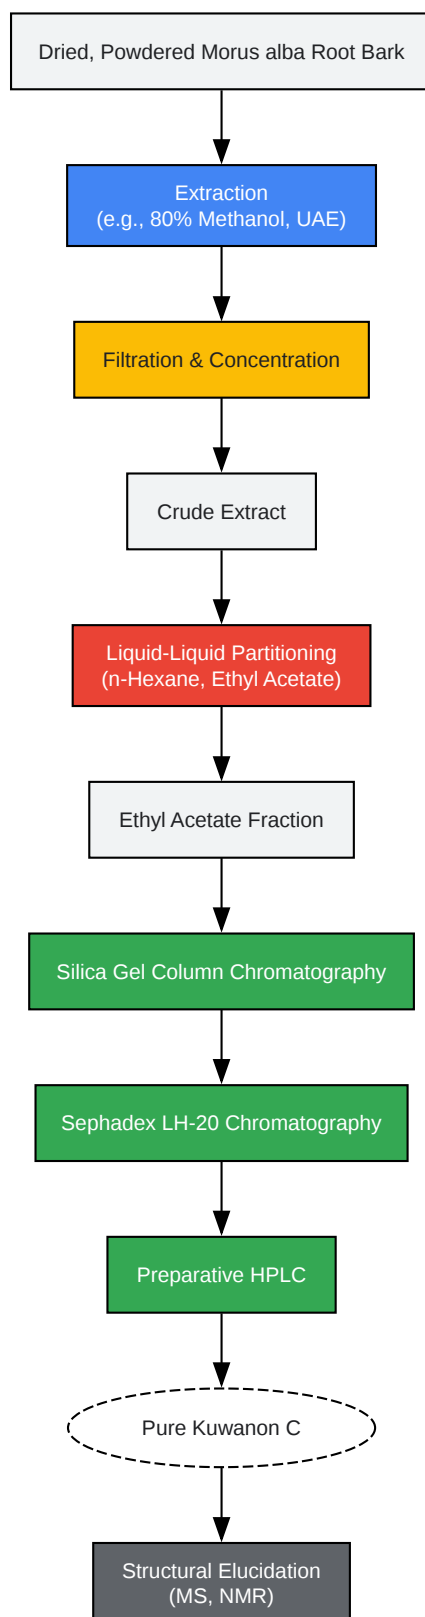 Dried, Powdered Morus alba Root Bark
Extraction
(e.g., 80% Methanol, UAE)
Filtration & Concentration
Crude Extract
Liquid-Liquid Partitioning
(n-Hexane, Ethyl Acetate)
Ethyl Acetate Fraction
Silica Gel Column Chromatography
Sephadex LH-20 Chromatography
Preparative HPLC
Pure Kuwanon C
Structural Elucidation
(MS, NMR)